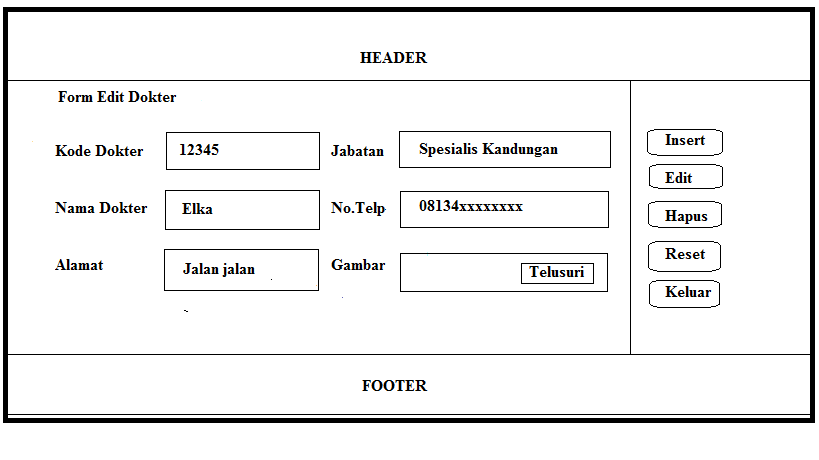 HEADER
Form Edit Dokter
Kode Dokter 12345 Jabatan Spesialis Kandungan
Nama Dokter Elka No.Telp 08134xxxxxxxx
Alamat Jalan jalan Gambar Telusuri
Insert
Edit
Hapus
Reset
Keluar
FOOTER